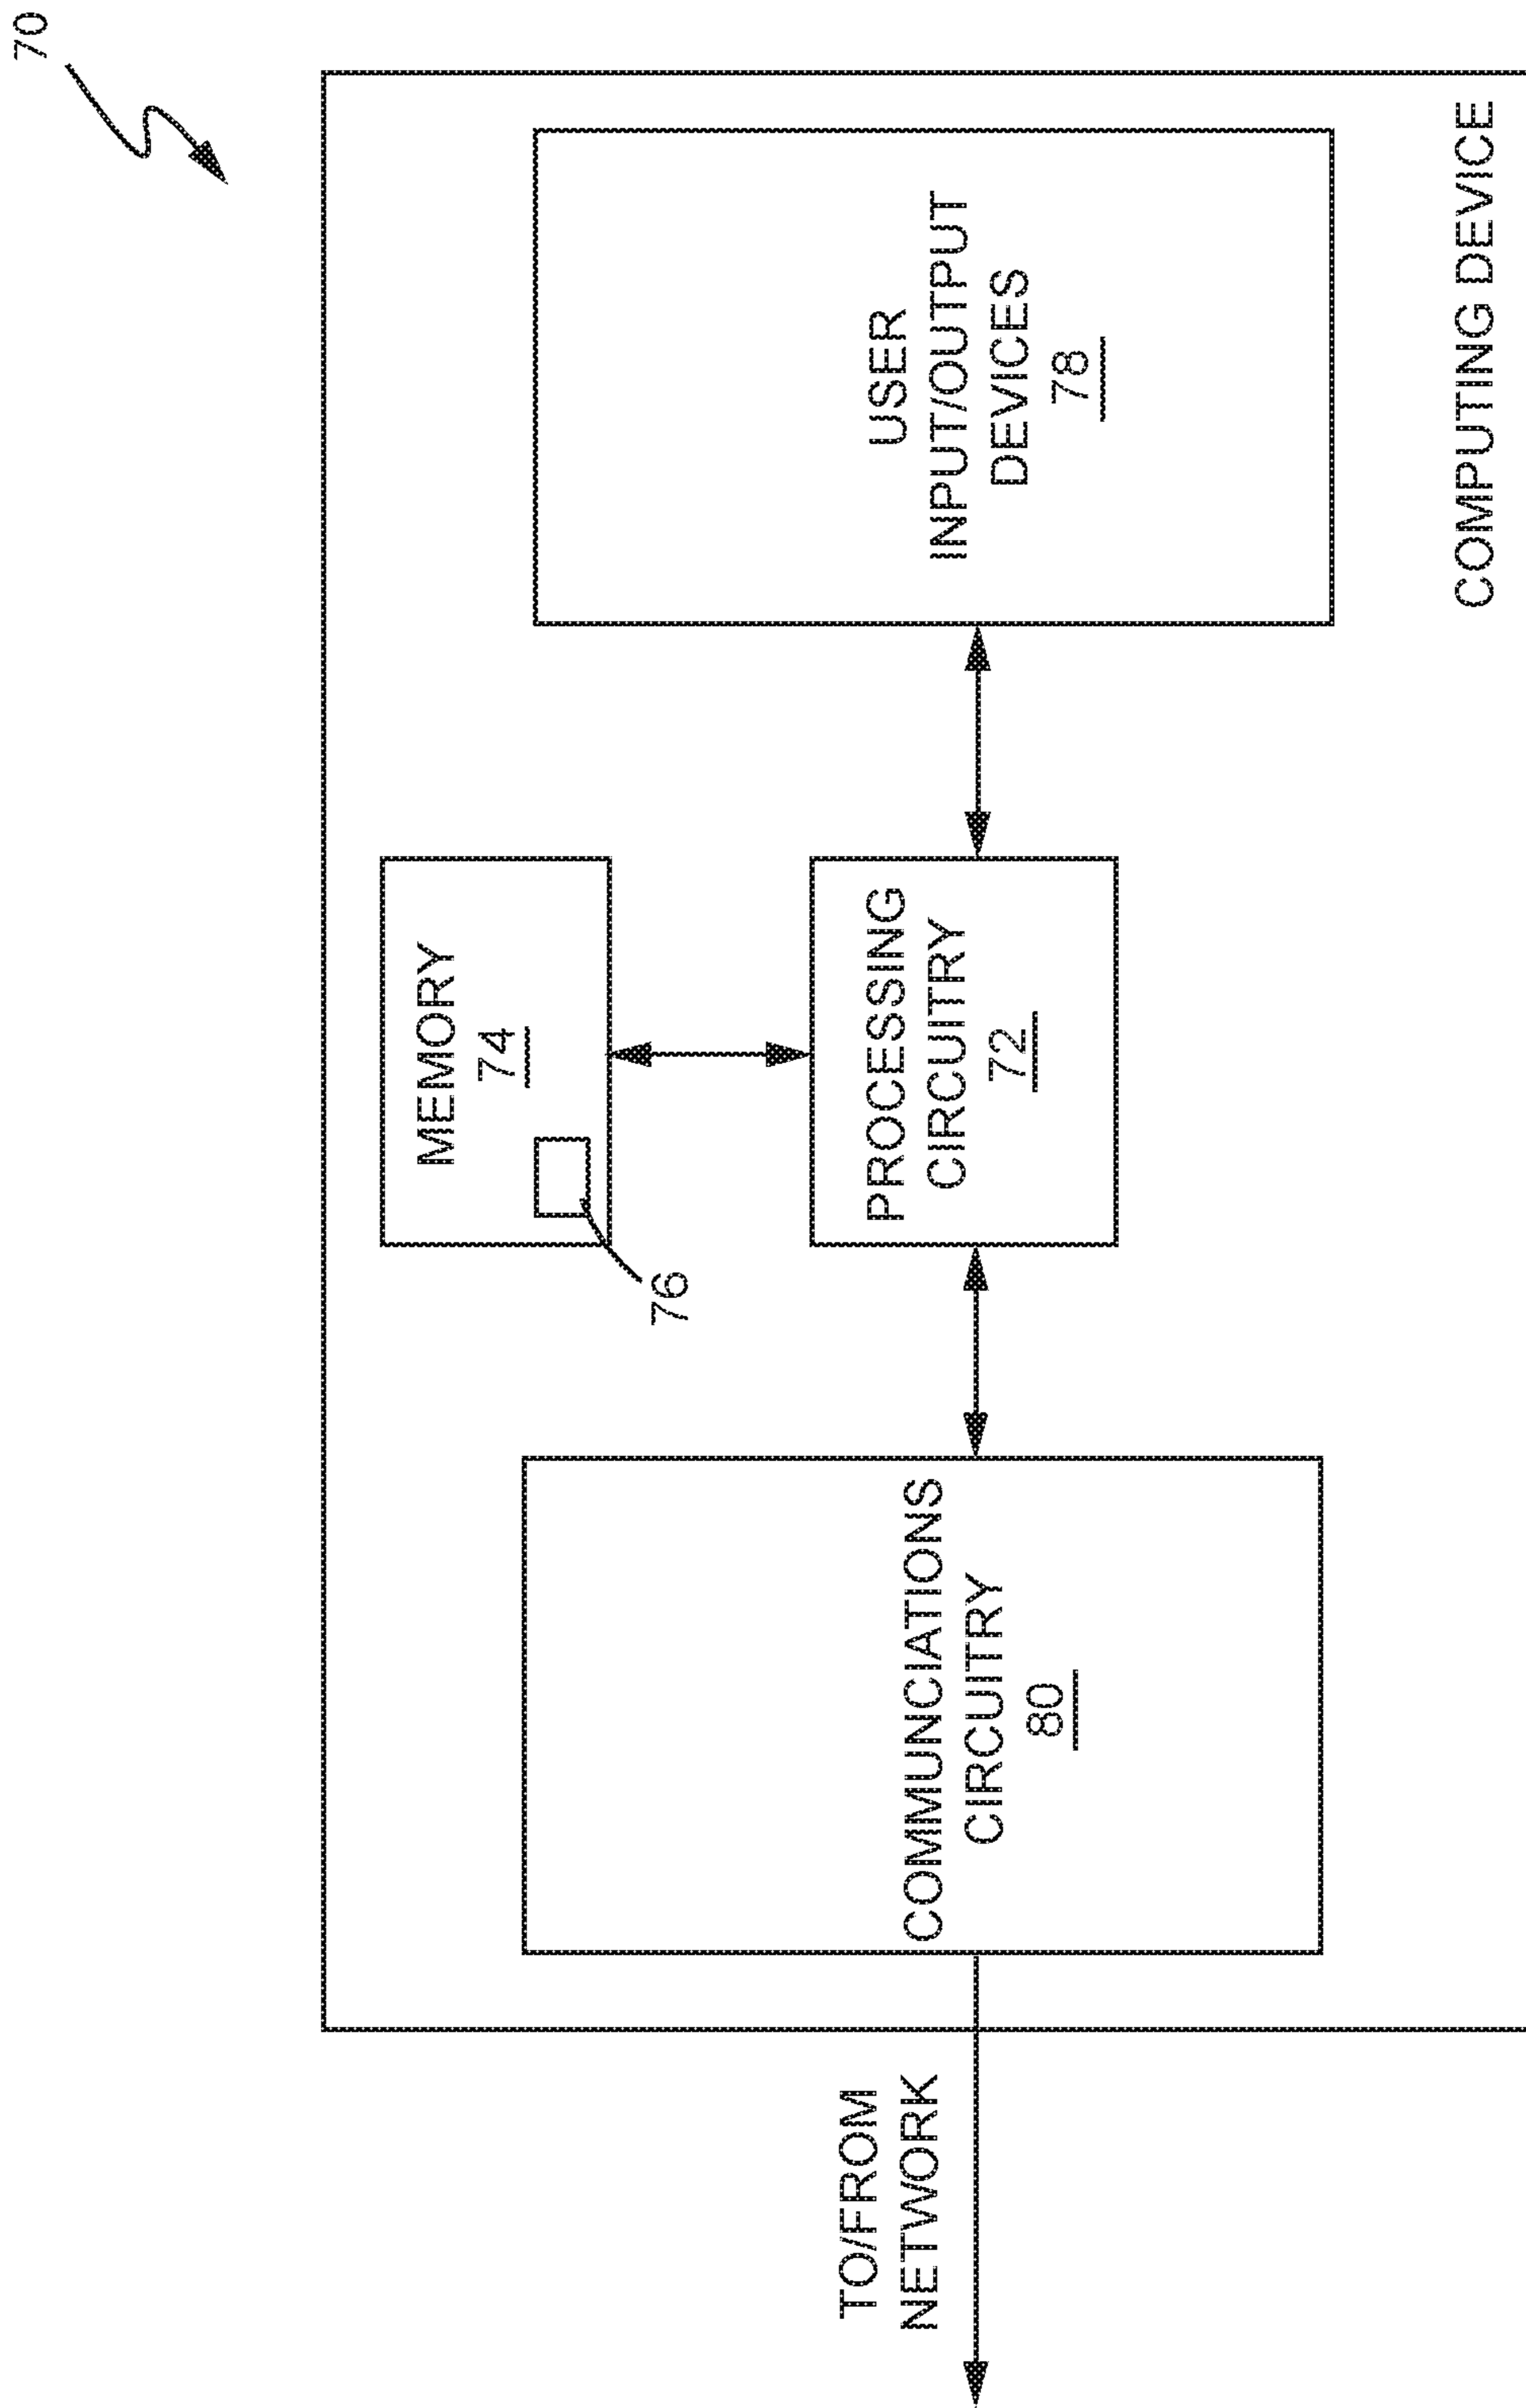 70
MEMORY
74
76
TO/FROM
NETWORK
COMMUNCIATIONS
CIRCUITRY
80
PROCESSING
CIRCUITRY
72
USER
INPUT/OUTPUT
DEVICES
78
COMPUTING DEVICE